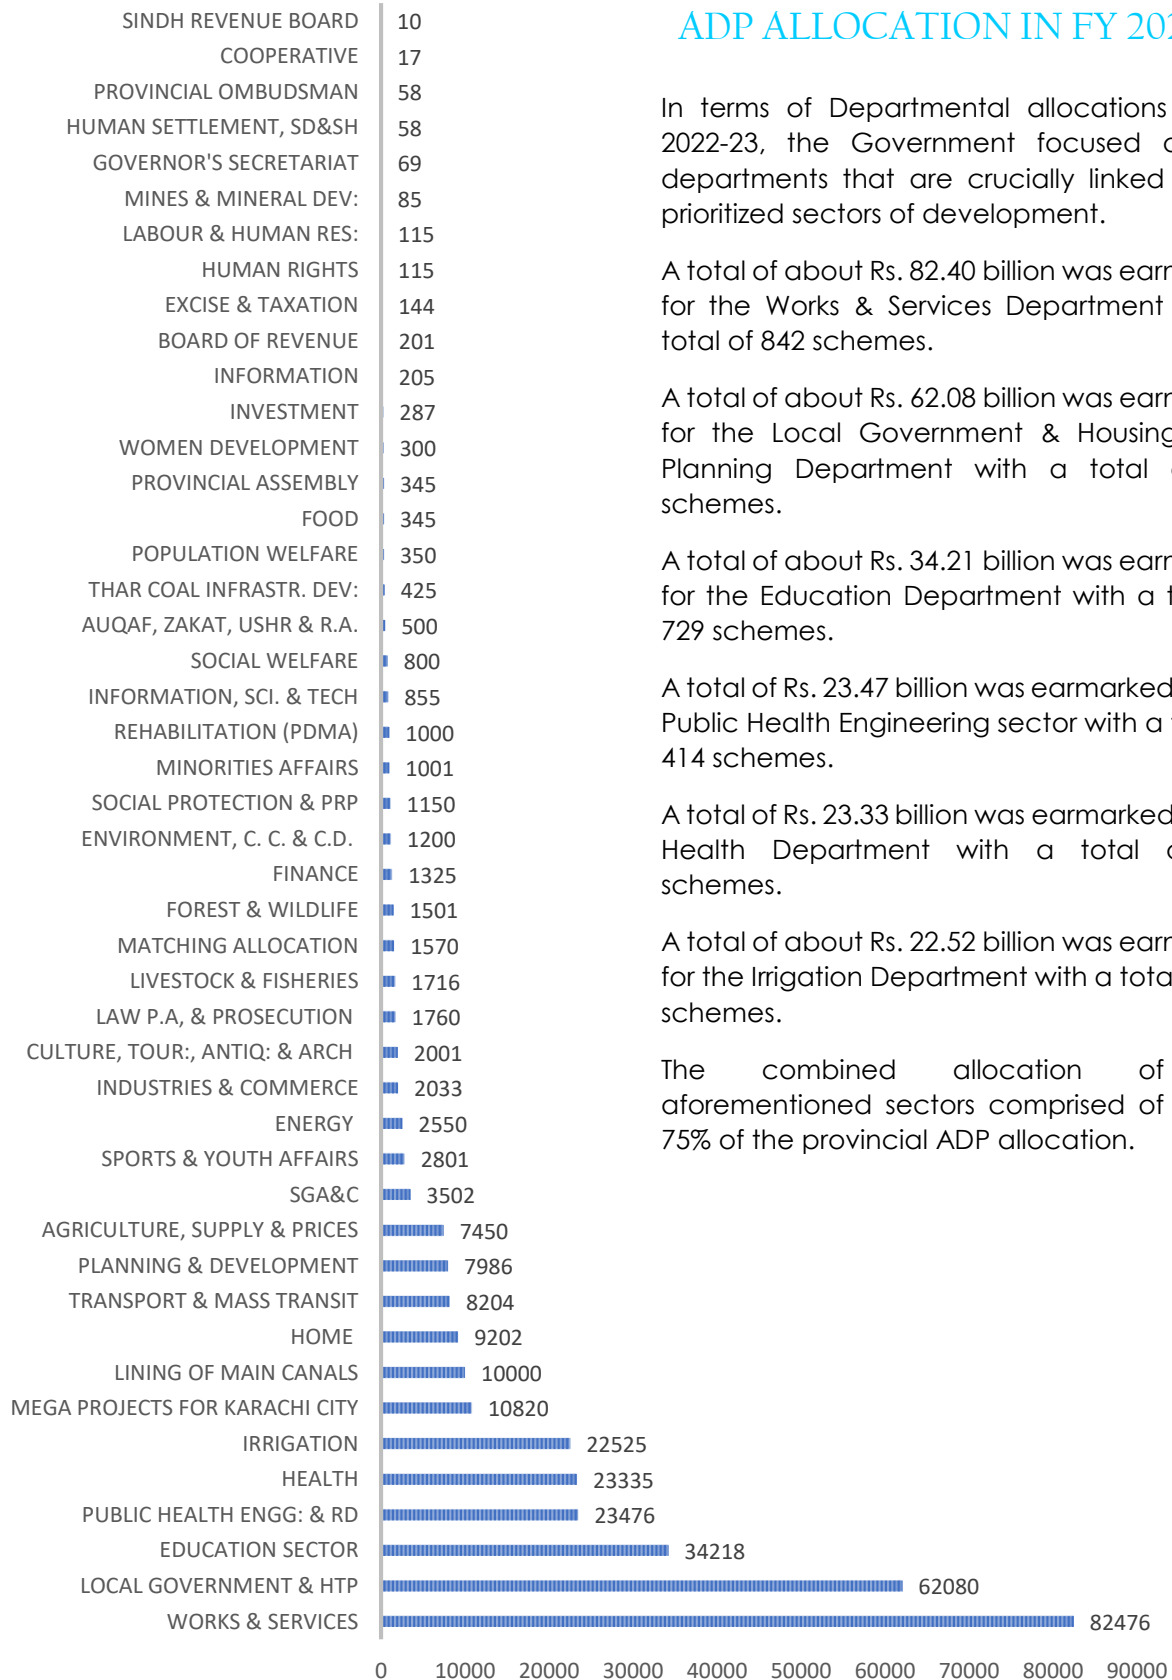 SINDH REVENUE BOARD 10
COOPERATIVE 17
PROVINCIAL OMBUDSMAN 58
HUMAN SETTLEMENT, SD&SH 58
GOVERNOR'S SECRETARIAT 69
MINES & MINERAL DEV: 85
LABOUR & HUMAN RES: 115
HUMAN RIGHTS 115
EXCISE & TAXATION 144
BOARD OF REVENUE 201
INFORMATION 205
INVESTMENT 287
WOMEN DEVELOPMENT 300
PROVINCIAL ASSEMBLY 345
FOOD 345
POPULATION WELFARE 350
THAR COAL INFRASTR. DEV: 425
AUQAF, ZAKAT, USHR & R.A. 500
SOCIAL WELFARE 800
INFORMATION, SCI. & TECH 855
REHABILITATION (PDMA) 1000
MINORITIES AFFAIRS 1001
SOCIAL PROTECTION & PRP 1150
ENVIRONMENT, C. C. & C.D. 1200
FINANCE 1325
FOREST & WILDLIFE 1501
MATCHING ALLOCATION 1570
LIVESTOCK & FISHERIES 1716
LAW P.A, & PROSECUTION 1760
CULTURE, TOUR:, ANTIQ: & ARCH 2001
INDUSTRIES & COMMERCE 2033
ENERGY 2550
SPORTS & YOUTH AFFAIRS 2801
SGA&C 3502
AGRICULTURE, SUPPLY & PRICES 7450
PLANNING & DEVELOPMENT 7986
TRANSPORT & MASS TRANSIT 8204
HOME 9202
LINING OF MAIN CANALS 10000
MEGA PROJECTS FOR KARACHI CITY 10820
IRRIGATION 22525
HEALTH 23335
PUBLIC HEALTH ENGG: & RD 23476
EDUCATION SECTOR 34218
LOCAL GOVERNMENT & HTP 62080
WORKS & SERVICES 82476
0 10000 20000 30000 40000 50000 60000 70000 80000 90000
ADP ALLOCATION IN FY 202
In terms of Departmental allocations
2022-23, the Government focused
departments that are crucially linked
prioritized sectors of development.
A total of about Rs. 82.40 billion was earn
for the Works & Services Department
total of 842 schemes.
A total of about Rs. 62.08 billion was earn
for the Local Government & Housing
Planning Department with a total
schemes.
A total of about Rs. 34.21 billion was earn
for the Education Department with a t
729 schemes.
A total of Rs. 23.47 billion was earmarked
Public Health Engineering sector with a
414 schemes.
A total of Rs. 23.33 billion was earmarked
Health Department with a total
schemes.
A total of about Rs. 22.52 billion was earn
for the Irrigation Department with a total
schemes.
The combined allocation of
aforementioned sectors comprised of
75% of the provincial ADP allocation.